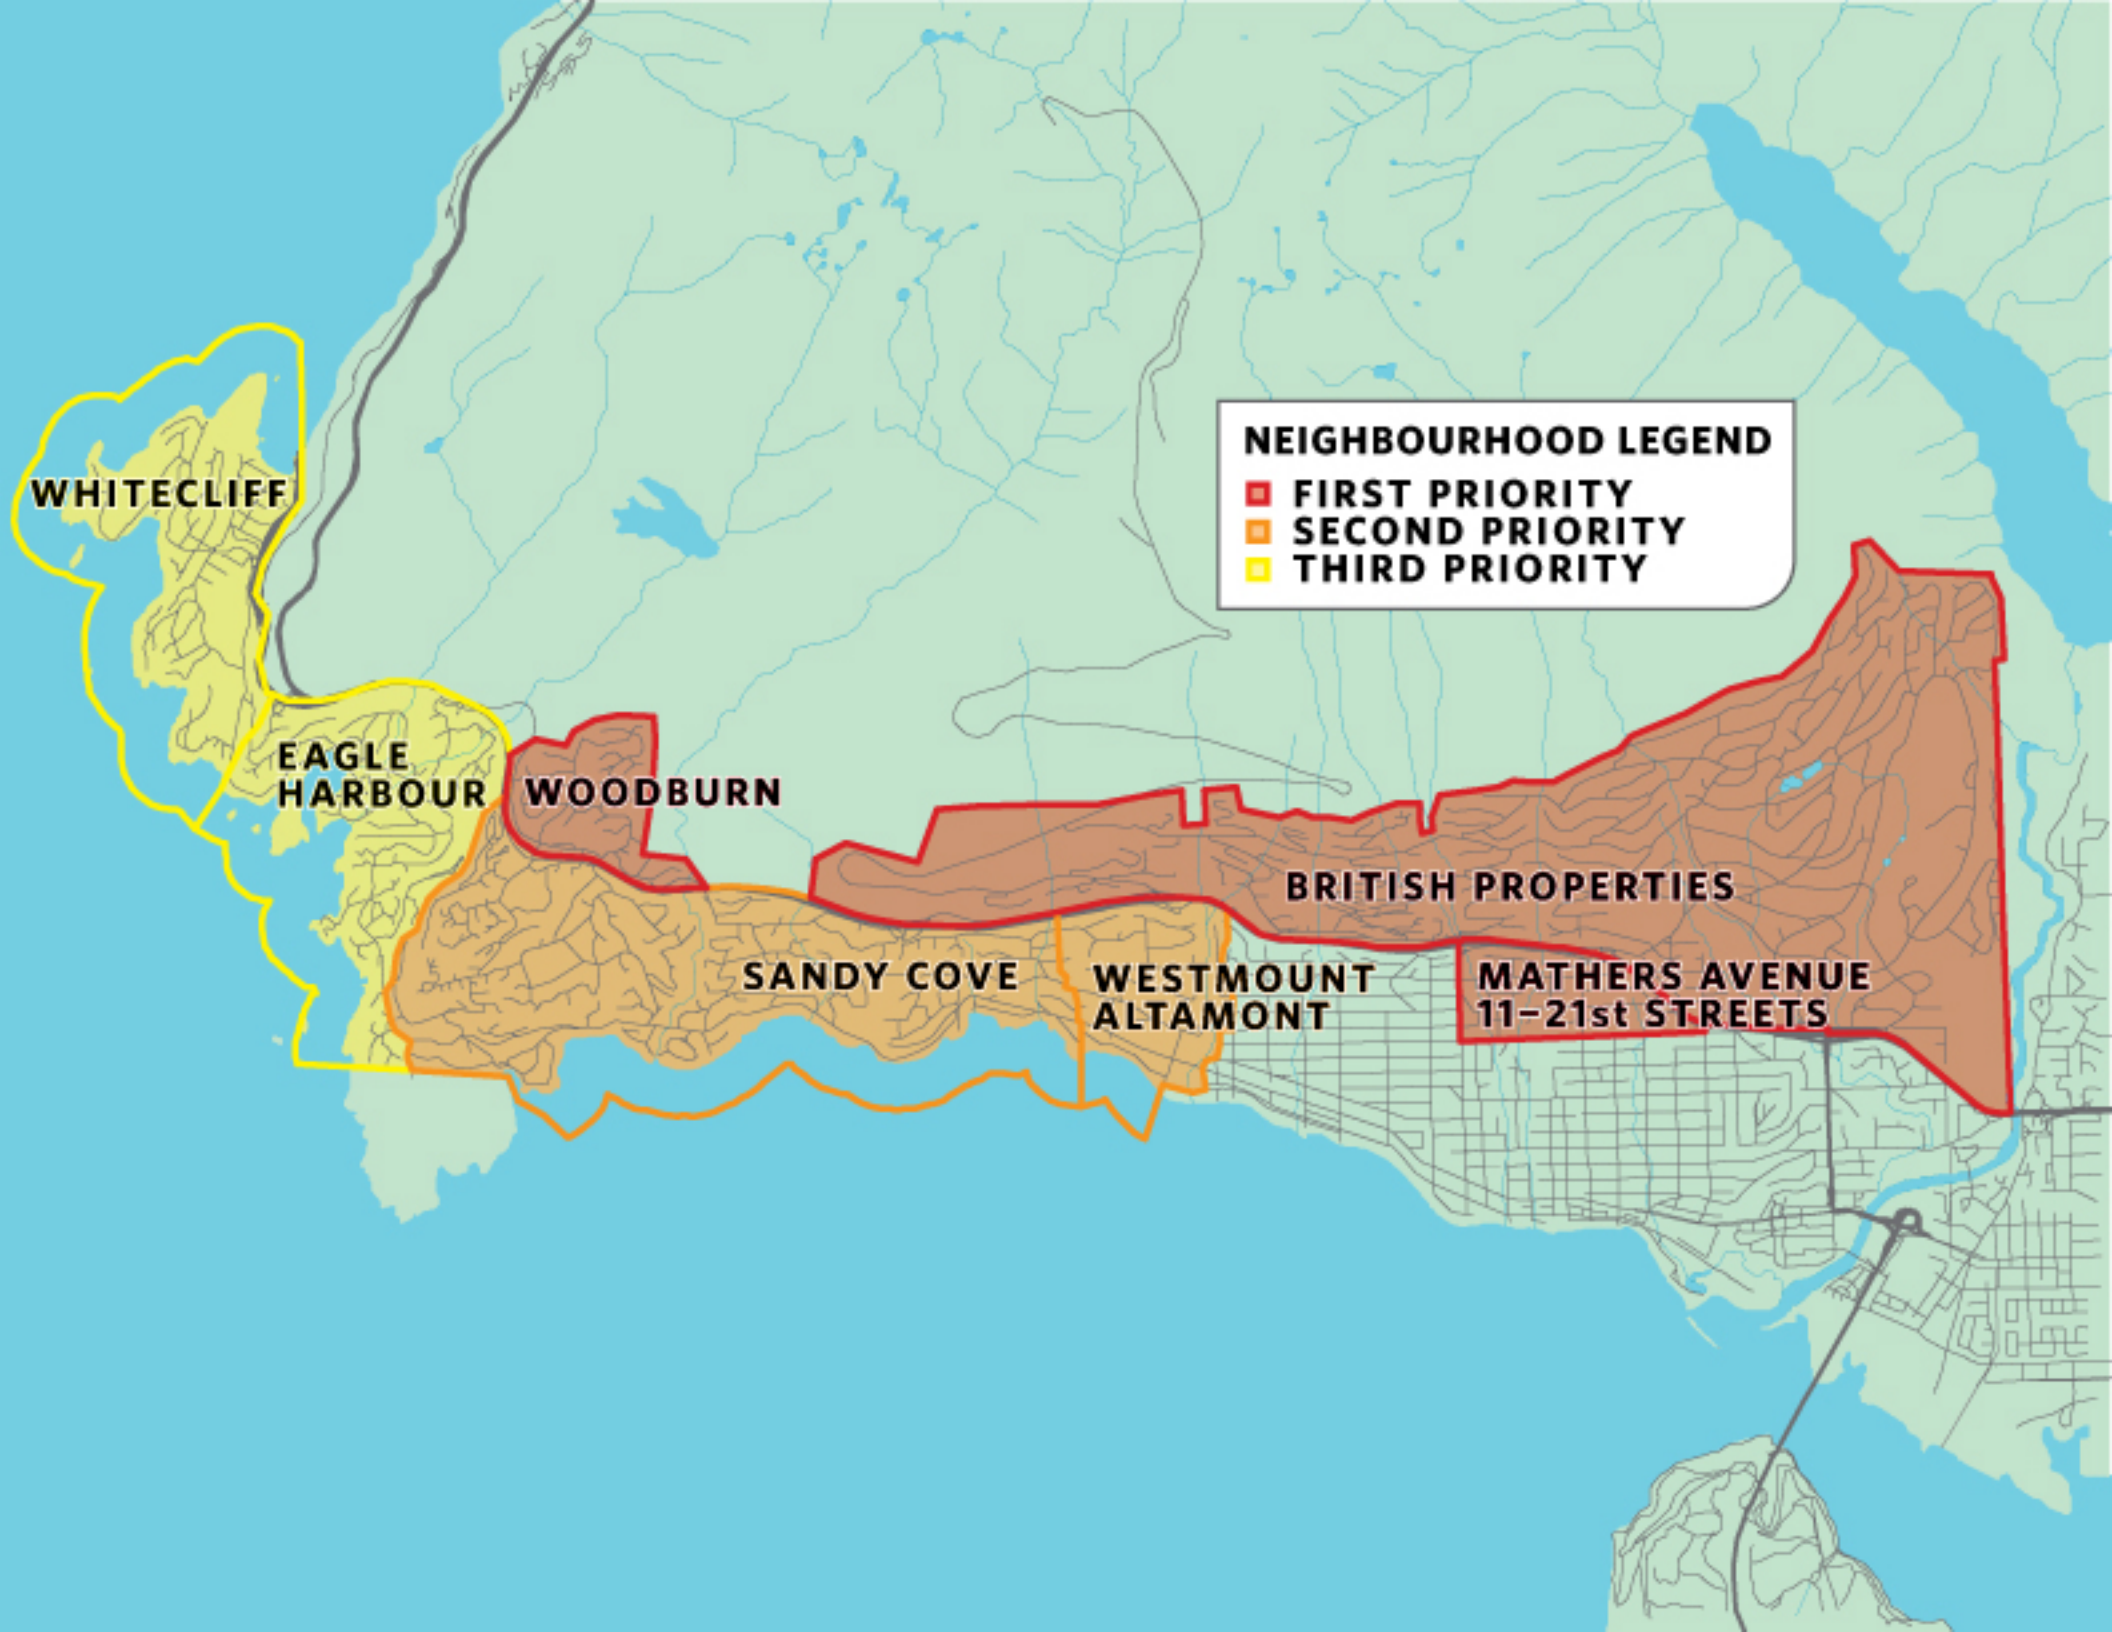 NEIGHBOURHOOD LEGEND
FIRST PRIORITY
SECOND PRIORITY
THIRD PRIORITY
WHITECLIFF
EAGLE
HARBOUR
WOODBURN
BRITISH PROPERTIES
SANDY COVE
WESTMOUNT
ALTAMONT
MATHERS AVENUE
11–21st STREETS